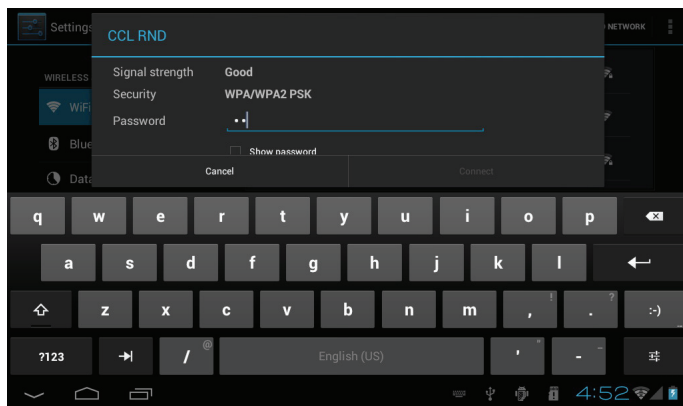 Settings
NETWORK
CCL RND
Signal strength Good
WIRELESS
Security WPA/WPA2 PSK
WiFi
Password ••
Blue
Show password
Data
Cancel Connect
q w e r t y u i o p
a s d f g h j k l
z x c v b n m , ! . ? :-)
?123 / @ English (US) ' " - _
4:52